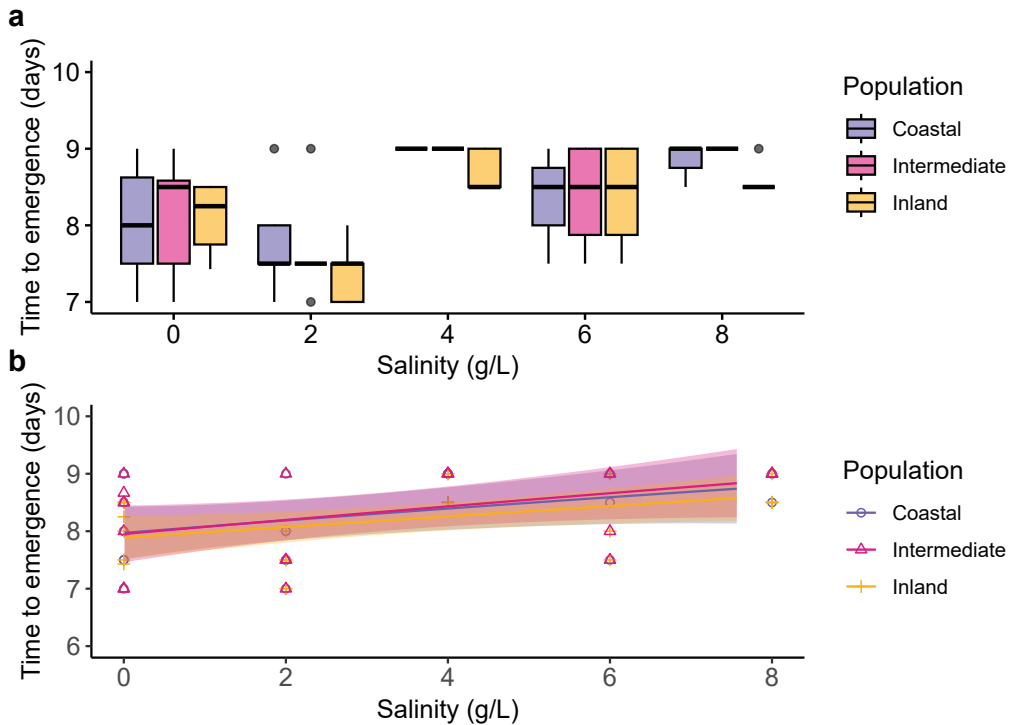 a
Time to emergence (days)
10
9
8
7
0 2 4 6 8
Salinity (g/L)
Population
Coastal
Intermediate
Inland
b
Time to emergence (days)
10
9
8
7
6
0 2 4 6 8
Salinity (g/L)
Population
Coastal
Intermediate
Inland